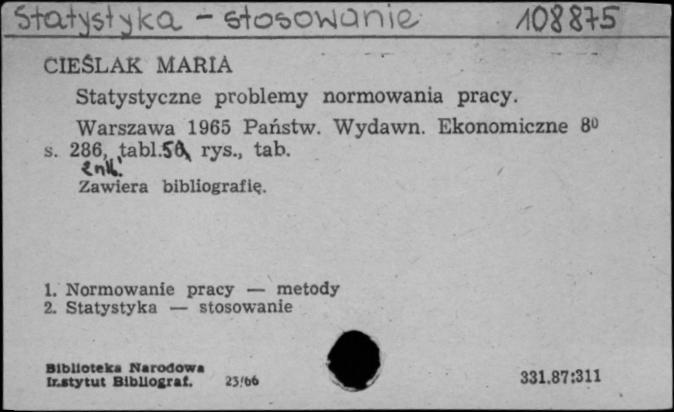 Statystyka - stosowanie 108875
CIEŚLAK MARIA
Statystyczne problemy normowania pracy.
Warszawa 1965 Państw. Wydawn. Ekonomiczne 8⁰
s. 286, tabl. rys., tab.
Zawiera bibliografię.
1. Normowanie pracy — metody
2. Statystyka — stosowanie
Biblioteka Narodowa
Instytut Bibliograf. 23/66
331.87:311